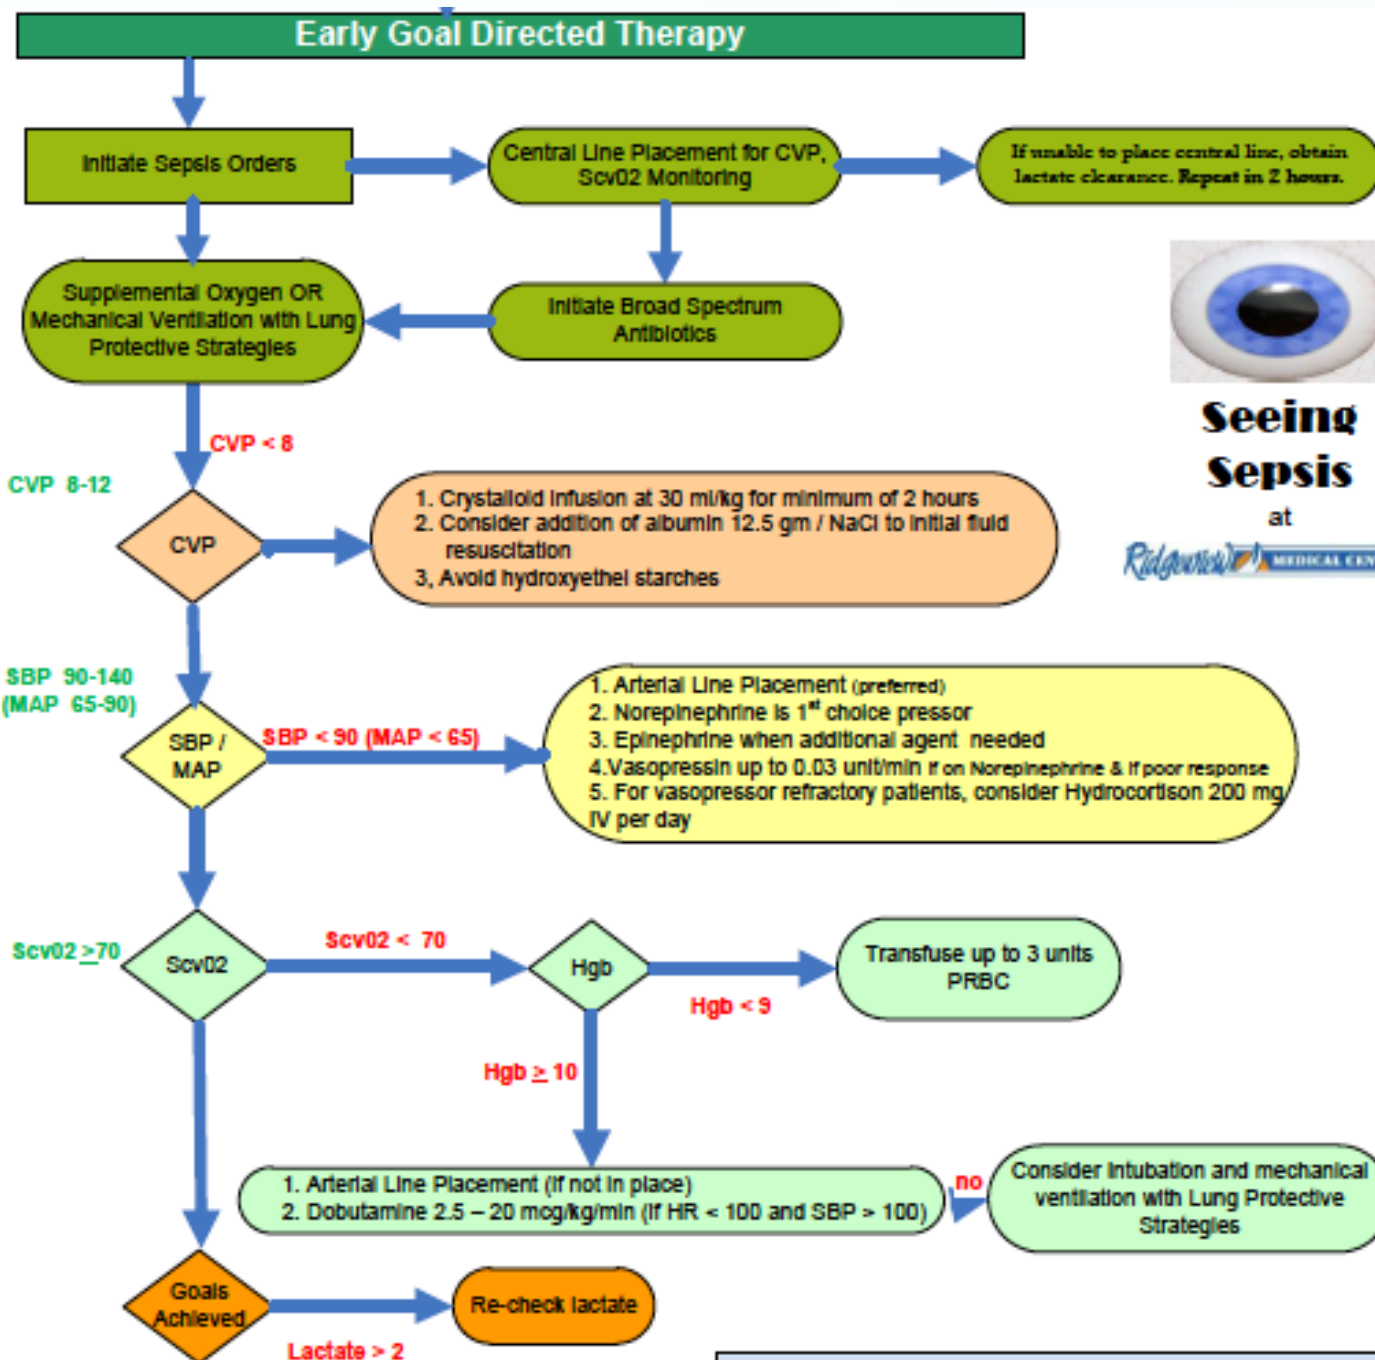 Early Goal Directed Therapy
Initiate Sepsis Orders
Central Line Placement for CVP,
Scv02 Monitoring
If unable to place central line, obtain
lactate clearance. Repeat in 2 hours.
Supplemental Oxygen OR
Mechanical Ventilation with Lung
Protective Strategies
Initiate Broad Spectrum
Antibiotics
Seeing
Sepsis
at
Ridgeview MEDICAL CEN
CVP < 8
CVP 8-12
CVP
1. Crystalloid Infusion at 30 ml/kg for minimum of 2 hours
2. Consider addition of albumin 12.5 gm / NaCl to initial fluid
resuscitation
3, Avoid hydroxyethel starches
SBP 90-140
(MAP 65-90)
SBP /
MAP
SBP < 90 (MAP < 65)
1. Arterial Line Placement (preferred)
2. Norepinephrine is 1st choice pressor
3. Epinephrine when additional agent needed
4.Vasopressin up to 0.03 unit/min if on Norepinephrine & if poor response
5. For vasopressor refractory patients, consider Hydrocortison 200 mg
IV per day
Scv02 ≥70
Scv02
Scv02 < 70
Hgb
Hgb < 9
Transfuse up to 3 units
PRBC
Hgb ≥ 10
1. Arterial Line Placement (if not in place)
2. Dobutamine 2.5 – 20 mcg/kg/min (if HR < 100 and SBP > 100)
no
Consider intubation and mechanical
ventilation with Lung Protective
Strategies
Goals
Achieved
Lactate > 2
Re-check lactate